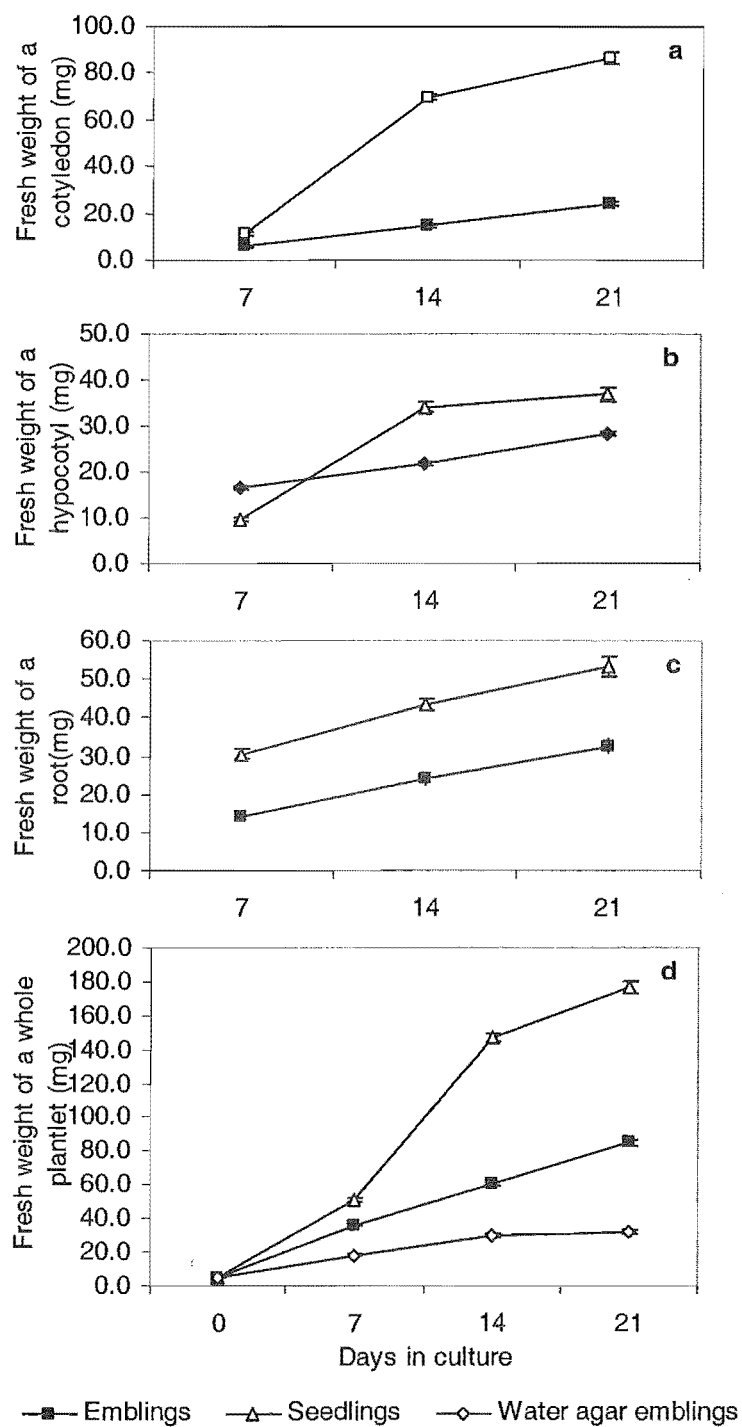 Fresh weight of a
cotyledon (mg)
100.0
80.0
60.0
40.0
20.0
0.0
a
7 14 21
Fresh weight of a
hypocotyl (mg)
50.0
40.0
30.0
20.0
10.0
0.0
b
7 14 21
Fresh weight of a
root(mg)
60.0
50.0
40.0
30.0
20.0
10.0
0.0
c
7 14 21
Fresh weight of a whole
plantlet (mg)
200.0
180.0
160.0
140.0
120.0
100.0
80.0
60.0
40.0
20.0
0.0
d
0 7 14 21
Days in culture
Emblings Seedlings Water agar emblings